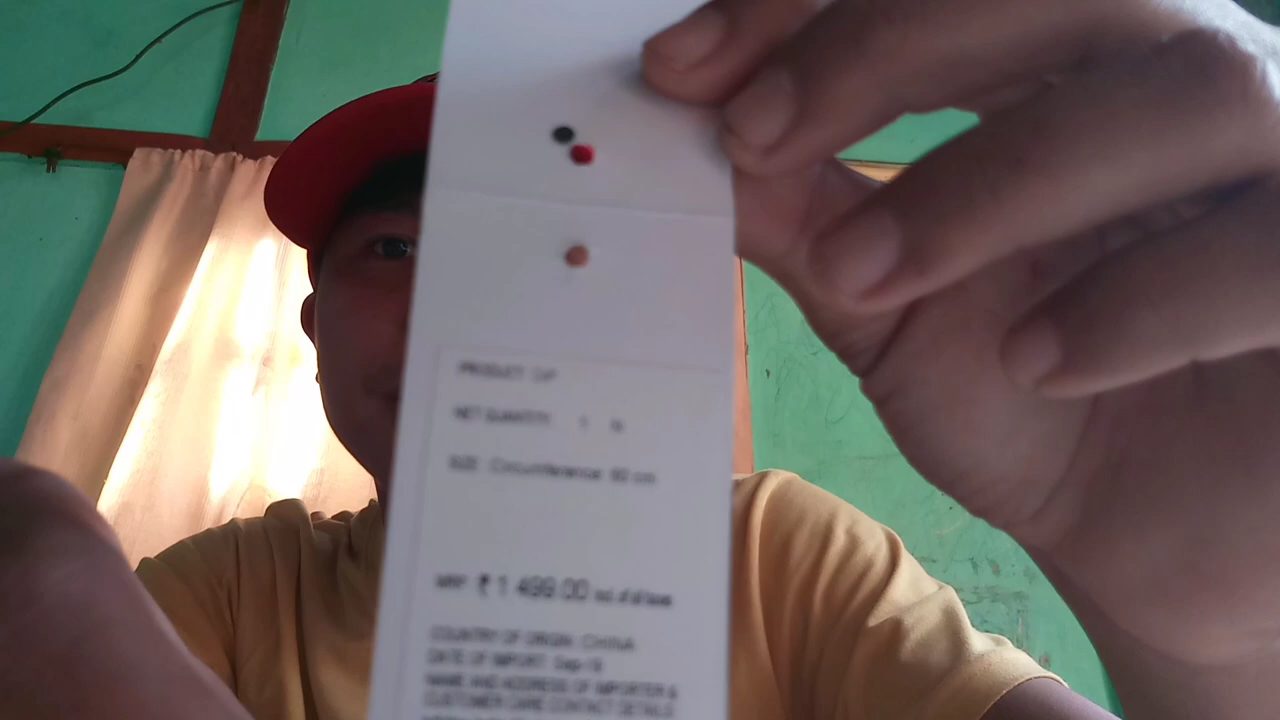 PRODUCT: CAP
NET QUANTITY: 1 N
SIZE: Circumference: 60 cm
MRP: ₹ 1 499.00 incl. of all taxes
COUNTRY OF ORIGIN: CHINA
DATE OF IMPORT: Sep-18
NAME AND ADDRESS OF IMPORTER &
CUSTOMER CARE CONTACT DETAILS